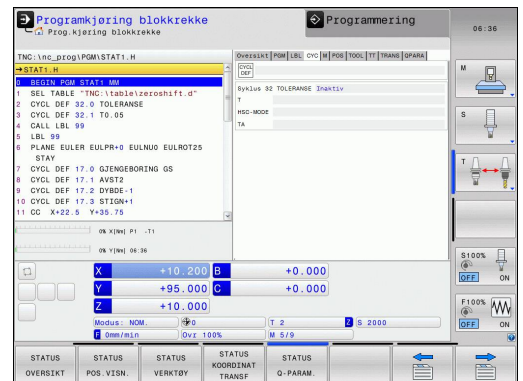 Programkjøring blokkrekke
Prog.kjøring blokkrekke
Programmering
06:36
TNC:\nc_prog\PGM\STAT1.H
→STAT1.H
0 BEGIN PGM STAT1 MM
1 SEL TABLE "TNC:\table\zeroshift.d"
2 CYCL DEF 32.0 TOLERANSE
3 CYCL DEF 32.1 T0.05
4 CALL LBL 99
5 LBL 99
6 PLANE EULER EULPR+0 EULNU0 EULROT25
STAY
7 CYCL DEF 17.0 GJENGEBORING GS
8 CYCL DEF 17.1 AVST2
9 CYCL DEF 17.2 DYBDE-1
10 CYCL DEF 17.3 STIGN+1
11 CC X+22.5 Y+35.75
Oversikt PGM LBL CYC M POS TOOL TT TRANS QPARA
CYCL
DEF
Syklus 32 TOLERANSE Inaktiv
T
HSC-MODE
TA
0% X[Nm] P1 -T1
0% Y[Nm] 06:36
X +10.200 B +0.000
Y +95.000 C +0.000
Z +10.000
Modus: NOM. 0 T 2 Z S 2000
F 0mm/min Ovr 100% M 5/9
M
S
T
S100%
OFF ON
F100%
OFF ON
STATUS OVERSIKT
STATUS POS.VISN.
STATUS VERKTØY
STATUS KOORDINAT TRANSF
STATUS Q-PARAM.